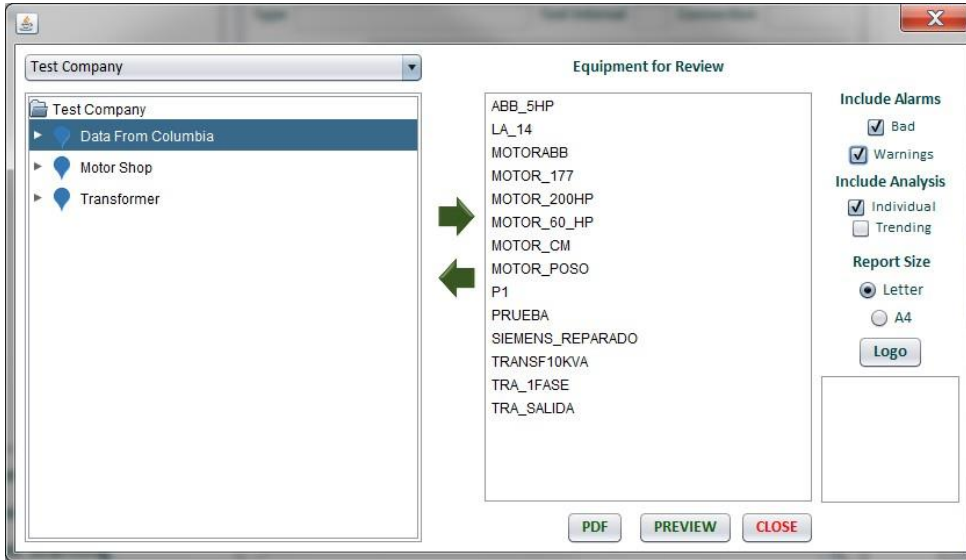 Type
Test Company
Test Company
Data From Columbia
Motor Shop
Transformer
Equipment for Review
ABB_5HP
LA_14
MOTORABB
MOTOR_177
MOTOR_200HP
MOTOR_60_HP
MOTOR_CM
MOTOR_POSO
P1
PRUEBA
SIEMENS_REPARADO
TRANSF10KVA
TRA_1FASE
TRA_SALIDA
Include Alarms
Bad
Warnings
Include Analysis
Individual
Trending
Report Size
Letter
A4
Logo
PDF
PREVIEW
CLOSE